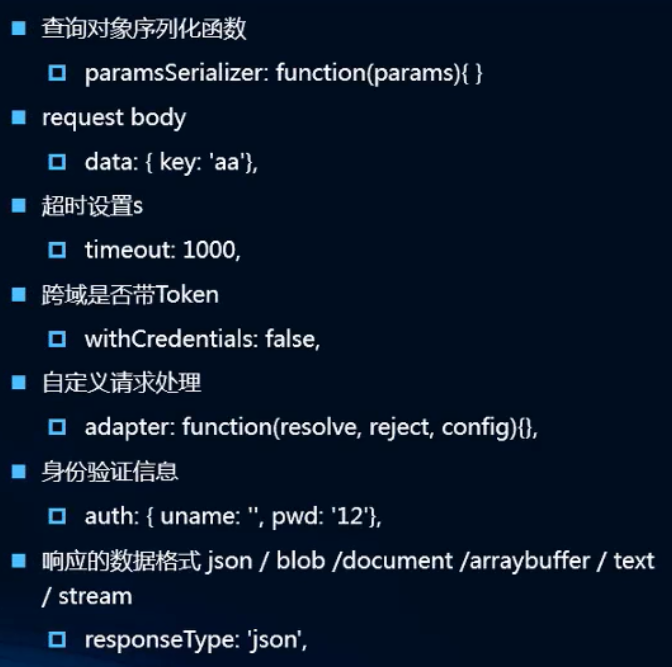 查询对象序列化函数
paramsSerializer: function(params){ }
request body
data: { key: 'aa'},
超时设置s
timeout: 1000,
跨域是否带Token
withCredentials: false,
自定义请求处理
adapter: function(resolve, reject, config){},
身份验证信息
auth: { uname: '', pwd: '12'},
响应的数据格式 json / blob /document /arraybuffer / text
/ stream
responseType: 'json',